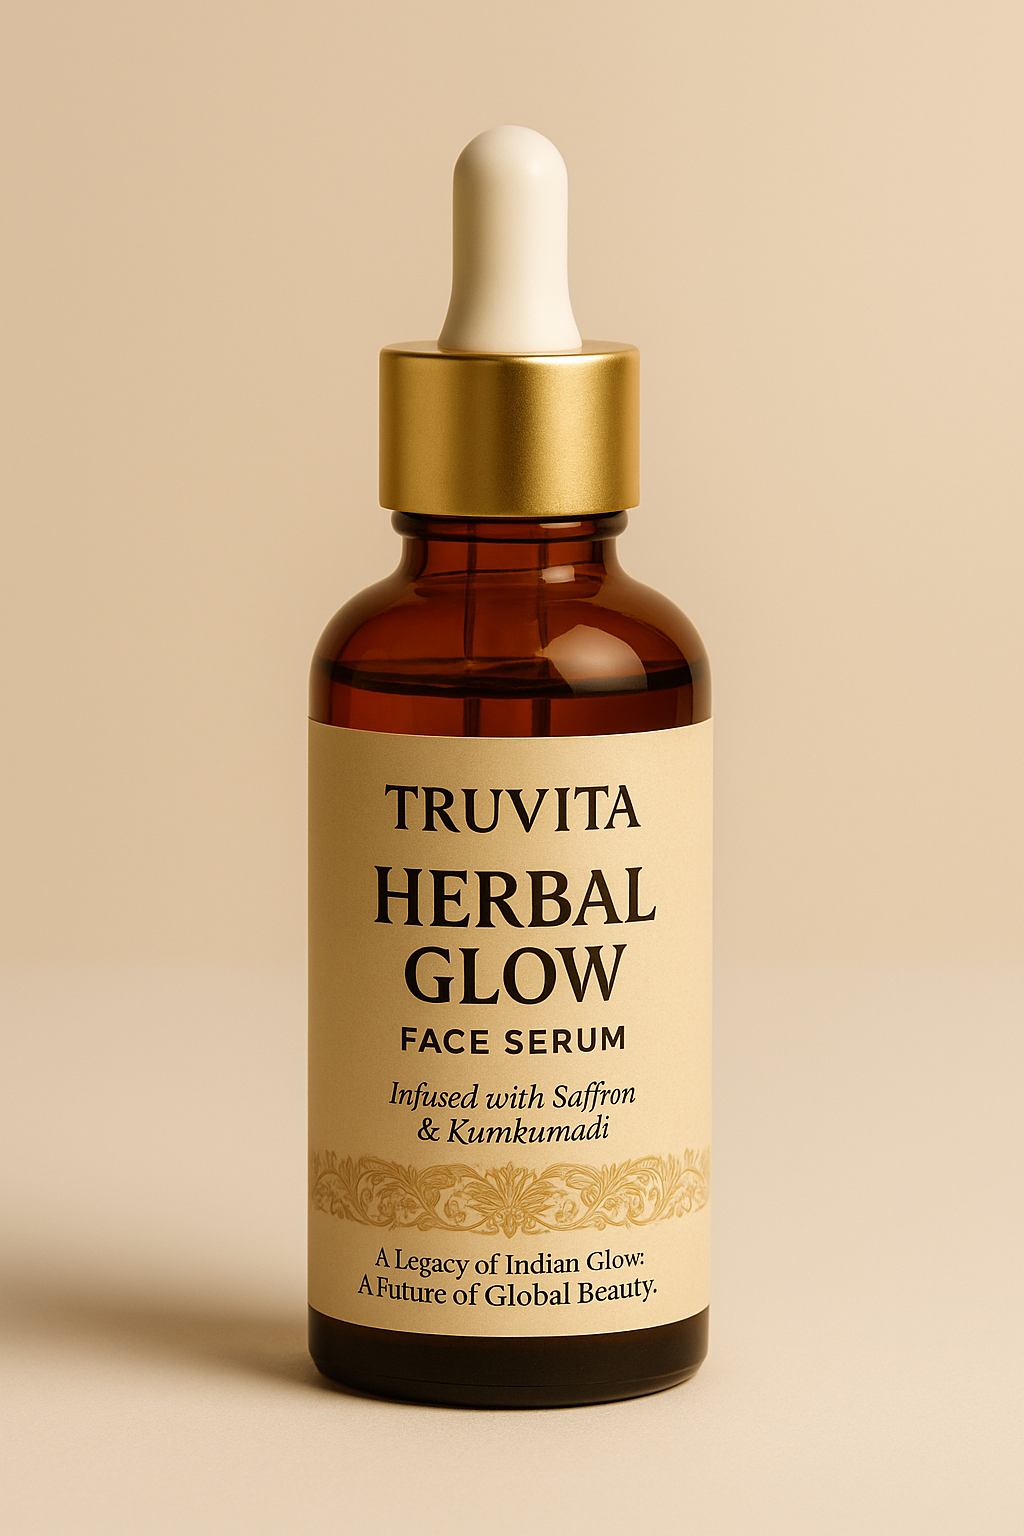 TRUVITA
HERBAL
GLOW
FACE SERUM
Infused with Saffron
& Kumkumadi
A Legacy of Indian Glow:
A Future of Global Beauty.